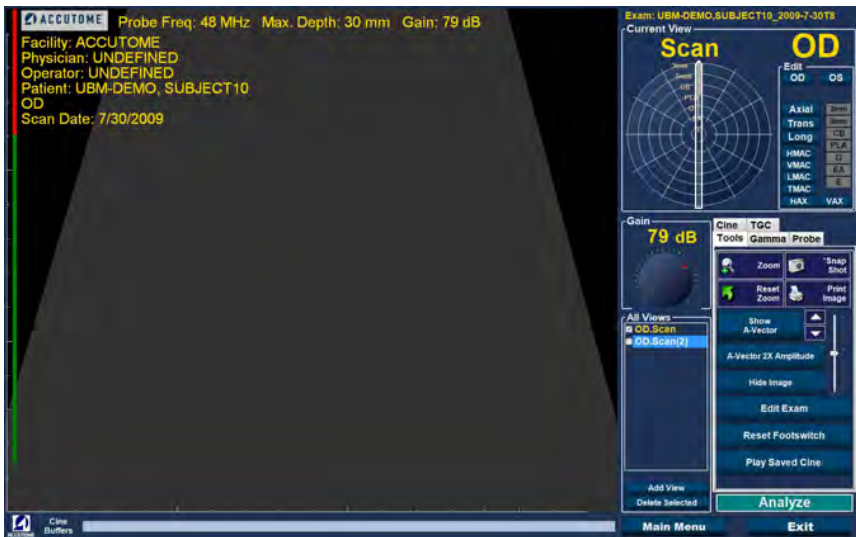 ACCUTOME
Probe Freq: 48 MHz Max. Depth: 30 mm Gain: 79 dB
Facility: ACCUTOME
Physician: UNDEFINED
Operator: UNDEFINED
Patient: UBM-DEMO, SUBJECT10
OD
Scan Date: 7/30/2009
Exam: UBM-DEMO,SUBJECT10_2009-7-30T8
Current View
Scan OD
Edit
OD OS
Axial
Trans
Long CB
HMAC PLA
VMAC O
LMAC EA
TMAC E
HAX VAX
Gain
79 dB
Cine TGC
Tools Gamma Probe
Zoom
Snap Shot
Reset Zoom
Print Image
All Views
OD.Scan
OD.Scan(2)
Show
A-Vector
A-Vector 2X Amplitude
Hide Image
Edit Exam
Reset Footswitch
Play Saved Cine
Add View
Delete Selected
Analyze
Cine
Buffers
ACCUTOME
Main Menu Exit